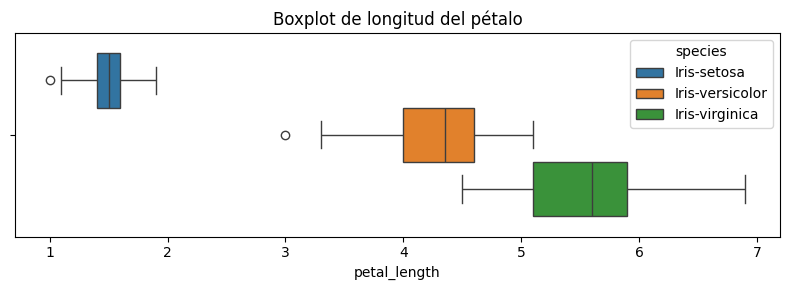 Boxplot de longitud del pétalo
species
Iris-setosa
Iris-versicolor
Iris-virginica
1 2 3 4 5 6 7
petal_length